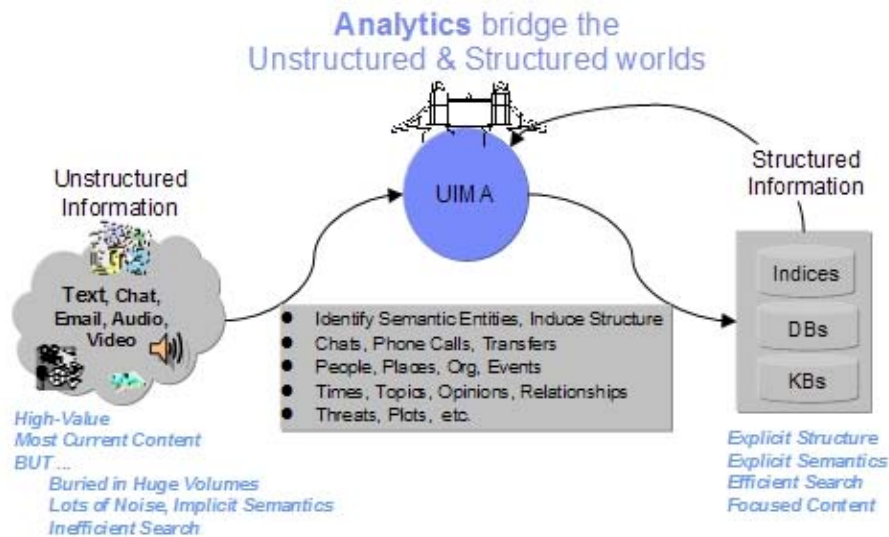 Analytics bridge the
Unstructured & Structured worlds
Unstructured
Information
Text, Chat,
Email, Audio,
Video
High-Value
Most Current Content
BUT ...
Buried in Huge Volumes
Lots of Noise, Implicit Semantics
Inefficient Search
UIMA
● Identify Semantic Entities, Induce Structure
● Chats, Phone Calls, Transfers
● People, Places, Org, Events
● Times, Topics, Opinions, Relationships
● Threats, Plots, etc.
Structured
Information
Indices
DBs
KBs
Explicit Structure
Explicit Semantics
Efficient Search
Focused Content